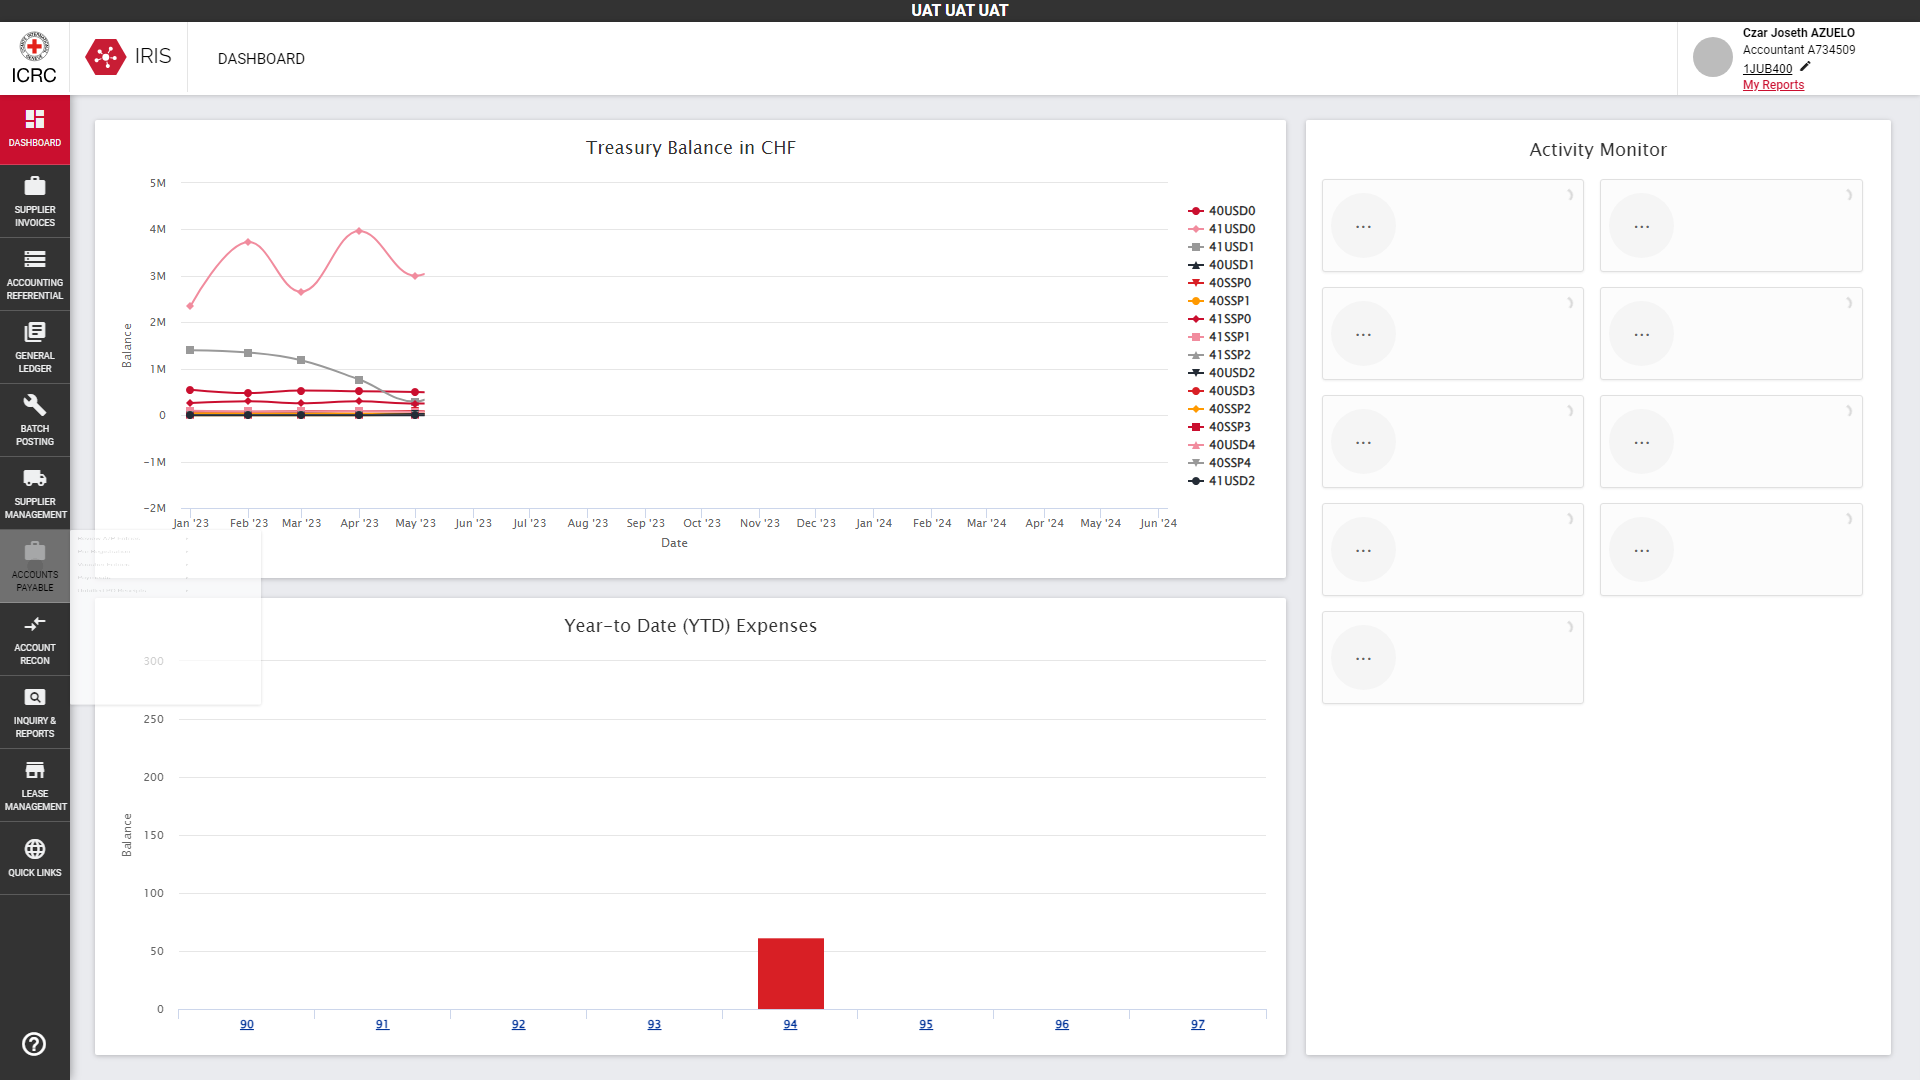 UAT UAT UAT
ICRC
IRIS
DASHBOARD
Czar Joseth AZUELO
Accountant A734509
1JUB400
My Reports
DASHBOARD
SUPPLIER
INVOICES
ACCOUNTING
REFERENTIAL
GENERAL
LEDGER
BATCH
POSTING
SUPPLIER
MANAGEMENT
ACCOUNTS
PAYABLE
ACCOUNT
RECON
INQUIRY &
REPORTS
LEASE
MANAGEMENT
QUICK LINKS
Treasury Balance in CHF
5M
4M
3M
2M
1M
0
-1M
-2M
Balance
Jan '23 Feb '23 Mar '23 Apr '23 May '23 Jun '23 Jul '23 Aug '23 Sep '23 Oct '23 Nov '23 Dec '23 Jan '24 Feb '24 Mar '24 Apr '24 May '24 Jun '24
Date
40USD0
41USD0
41USD1
40USD1
40SSP0
40SSP1
41SSP0
41SSP1
41SSP2
40USD2
40USD3
40SSP2
40SSP3
40USD4
40SSP4
41USD2
Year-to Date (YTD) Expenses
300
250
200
150
100
50
0
Balance
90 91 92 93 94 95 96 97
Activity Monitor
... ...
... ...
... ...
... ...
...